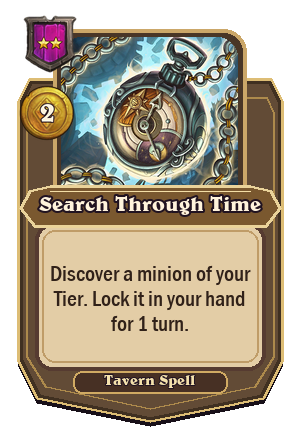 2
Search Through Time
Discover a minion of your
Tier. Lock it in your hand
for 1 turn.
Tavern Spell